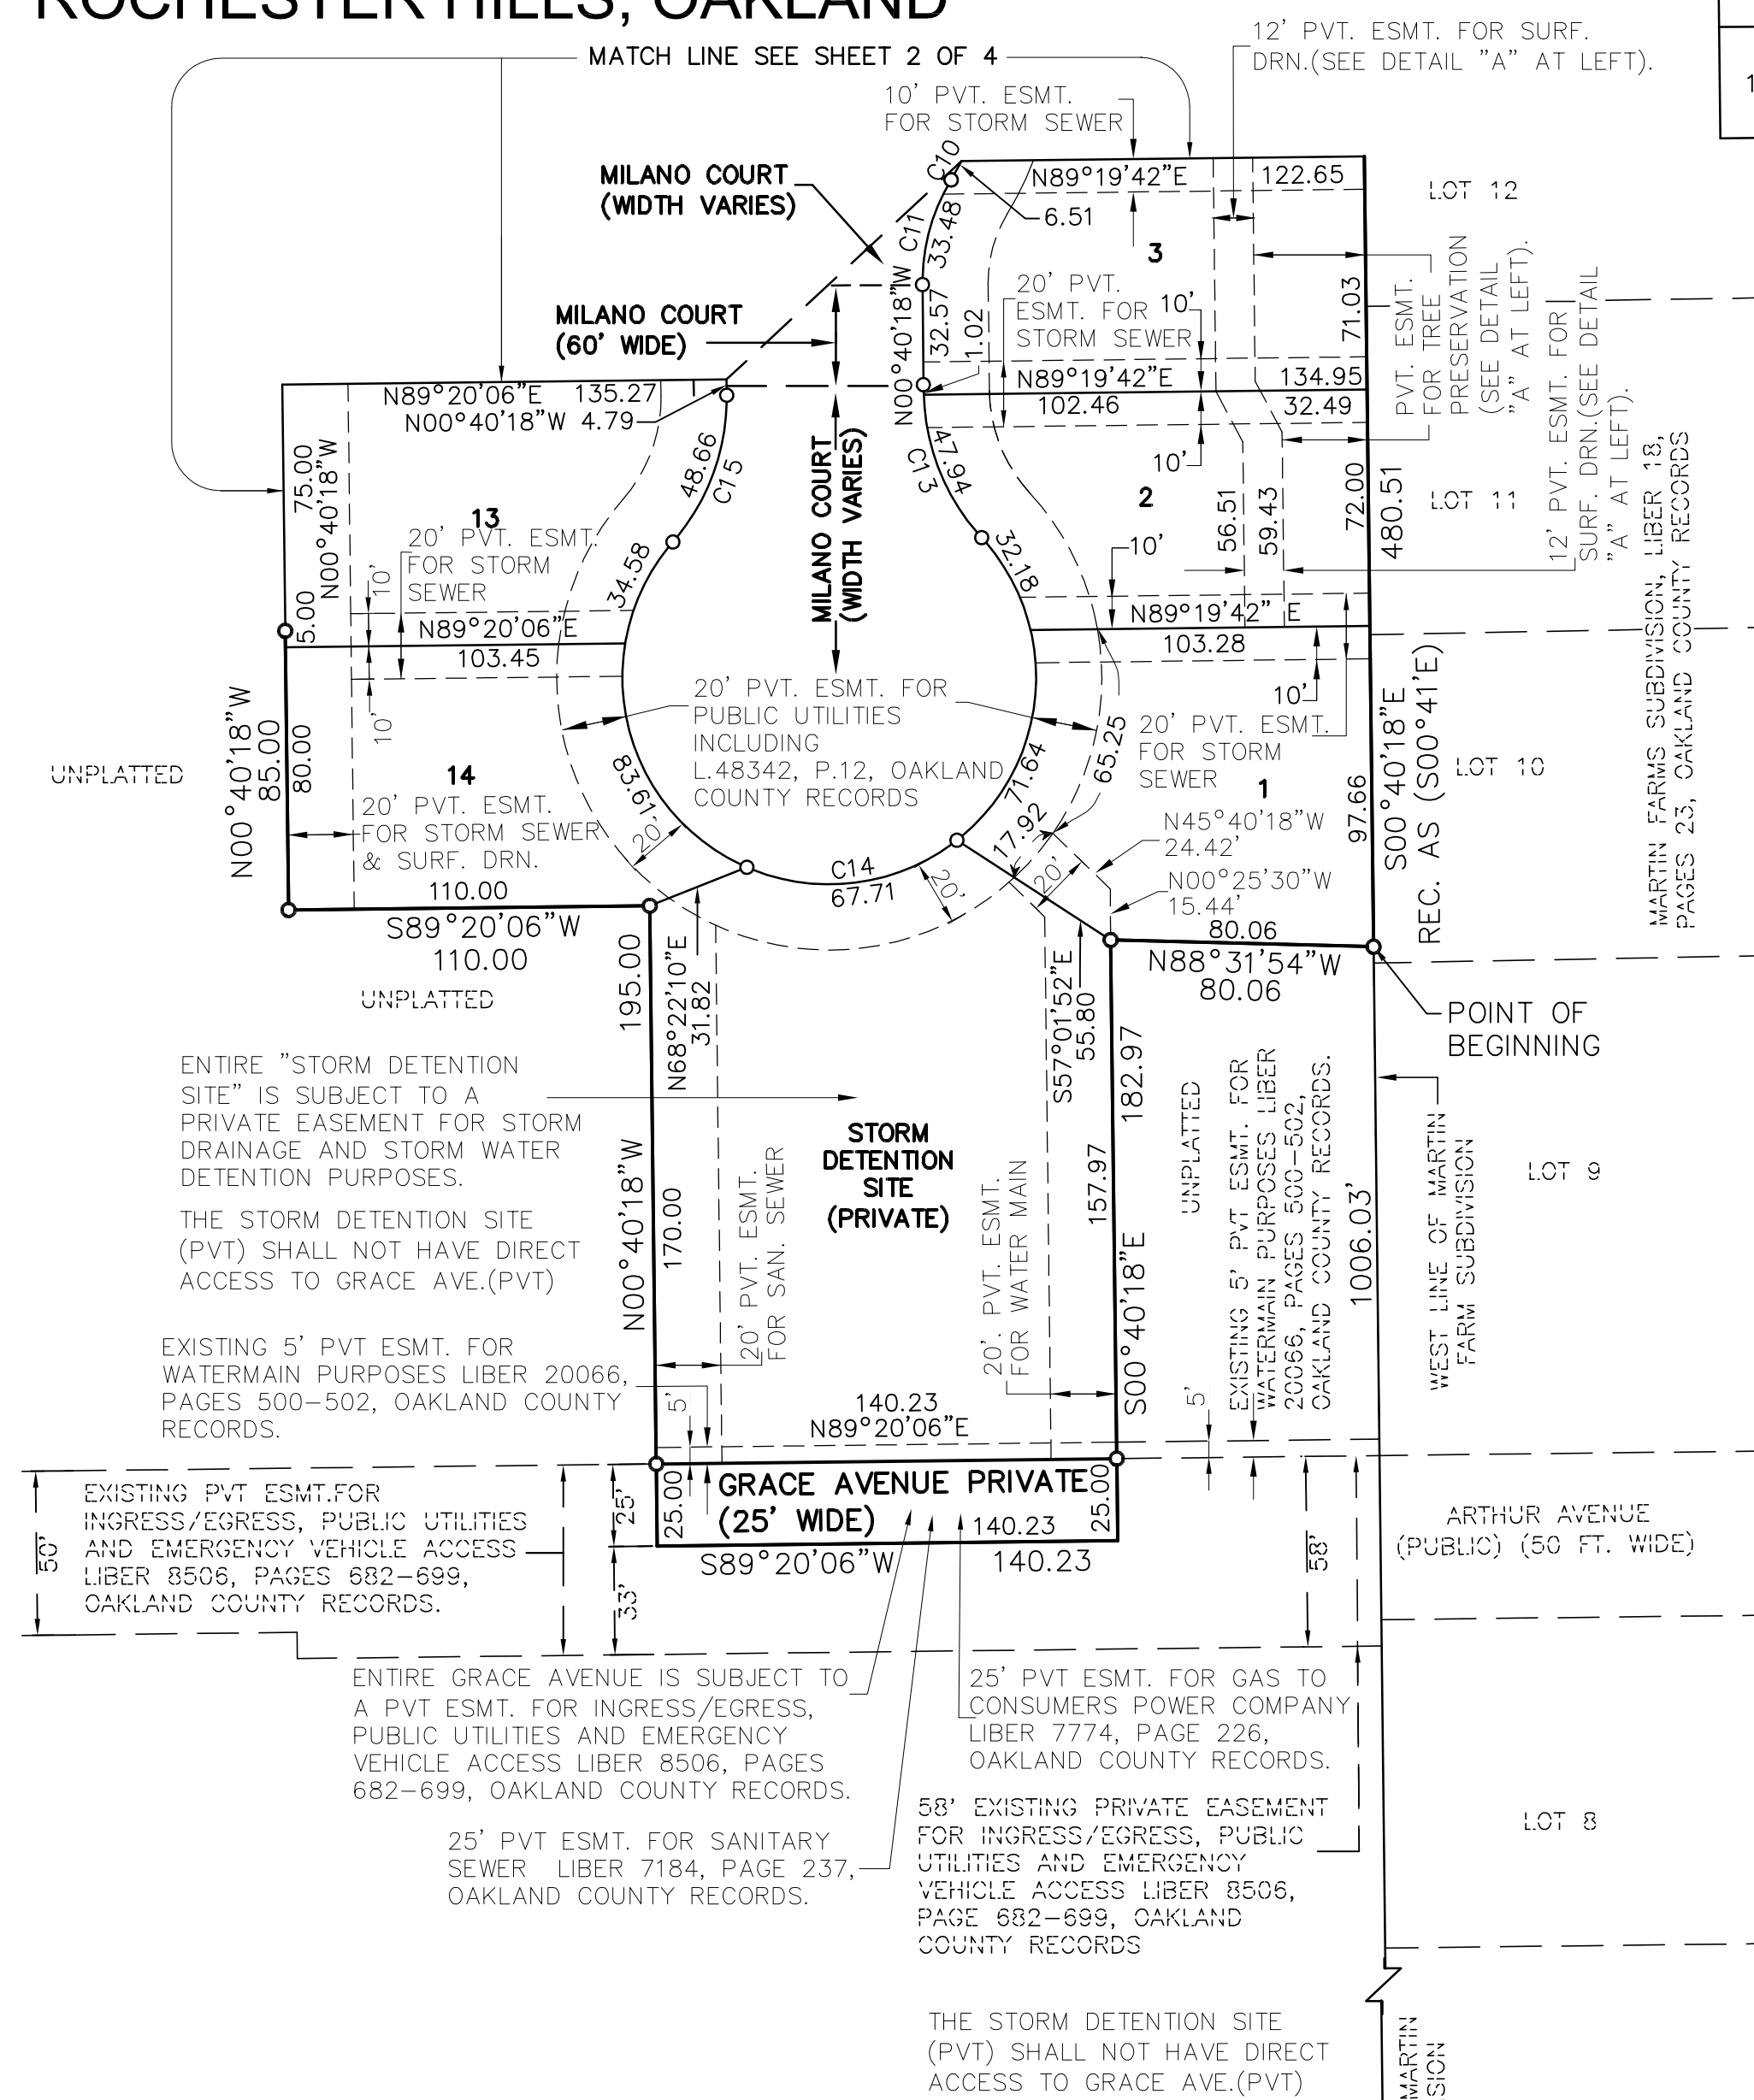 ROCHESTER HILLS, OAKLAND
MATCH LINE SEE SHEET 2 OF 4
12' PVT. ESMT. FOR SURF.
DRN.(SEE DETAIL "A" AT LEFT).
1
10' PVT. ESMT.
FOR STORM SEWER
MILANO COURT
(WIDTH VARIES)
C10
N89°19'42"E
122.65
6.51
LOT 12
C11
33.48
3
MILANO COURT
(60' WIDE)
N00°40'18"W
32.57
1.02
20' PVT.
ESMT. FOR
STORM SEWER
10'
71.03
PVT. ESMT.
FOR TREE
PRESERVATION
(SEE DETAIL
"A" AT LEFT).
N89°19'42"E
134.95
102.46
32.49
N89°20'06"E
135.27
N00°40'18"W 4.79
75.00
N00°40'18"W
48.66
C15
MILANO COURT
(WIDTH VARIES)
47.94
C13
10'
2
56.51
59.43
72.00
480.51
LOT 11
12' PVT. ESMT. FOR
SURF. DRN.(SEE DETAIL
"A" AT LEFT).
MARTIN FARMS SUBDIVISION, LIBER 18,
PAGES 23, OAKLAND COUNTY RECORDS
13
20' PVT. ESMT.
FOR STORM
SEWER
10'
34.58
32.18
10'
5.00
N89°20'06"E
103.45
10'
N89°19'42" E
103.28
10'
20' PVT. ESMT. FOR
PUBLIC UTILITIES
INCLUDING
L.48342, P.12, OAKLAND
COUNTY RECORDS
20' PVT. ESMT.
FOR STORM
SEWER
1
65.25
71.64
17.92
97.66
S00°40'18"E
REC. AS (S00°41'E)
LOT 10
UNPLATTED
N00°40'18"W
85.00
80.00
14
20' PVT. ESMT.
FOR STORM SEWER
& SURF. DRN.
83.61'
20'
N45°40'18"W
24.42'
N00°25'30"W
15.44'
20'
C14
67.71
20'
110.00
S89°20'06"W
110.00
80.06
N88°31'54"W
80.06
UNPLATTED
195.00
N68°22'10"E
31.82
S57°01'52"E
55.80
182.97
POINT OF
BEGINNING
ENTIRE "STORM DETENTION
SITE" IS SUBJECT TO A
PRIVATE EASEMENT FOR STORM
DRAINAGE AND STORM WATER
DETENTION PURPOSES.
THE STORM DETENTION SITE
(PVT) SHALL NOT HAVE DIRECT
ACCESS TO GRACE AVE.(PVT)
STORM
DETENTION
SITE
(PRIVATE)
N00°40'18"W
170.00
20' PVT. ESMT.
FOR SAN. SEWER
20'. PVT. ESMT.
FOR WATER MAIN
157.97
S00°40'18"E
UNPLATTED
EXISTING 5' PVT ESMT. FOR
WATERMAIN PURPOSES LIBER
20066, PAGES 500-502,
OAKLAND COUNTY RECORDS.
1006.03'
WEST LINE OF MARTIN
FARM SUBDIVISION
LOT 9
EXISTING 5' PVT ESMT. FOR
WATERMAIN PURPOSES LIBER 20066,
PAGES 500-502, OAKLAND COUNTY
RECORDS.
5'
140.23
N89°20'06"E
5'
50'
EXISTING PVT ESMT.FOR
INGRESS/EGRESS, PUBLIC UTILITIES
AND EMERGENCY VEHICLE ACCESS
LIBER 8506, PAGES 682-699,
OAKLAND COUNTY RECORDS.
25'
33'
25.00
GRACE AVENUE PRIVATE
(25' WIDE)
140.23
25.00
S89°20'06"W
140.23
58'
ARTHUR AVENUE
(PUBLIC) (50 FT. WIDE)
ENTIRE GRACE AVENUE IS SUBJECT TO
A PVT ESMT. FOR INGRESS/EGRESS,
PUBLIC UTILITIES AND EMERGENCY
VEHICLE ACCESS LIBER 8506, PAGES
682-699, OAKLAND COUNTY RECORDS.
25' PVT ESMT. FOR GAS TO
CONSUMERS POWER COMPANY
LIBER 7774, PAGE 226,
OAKLAND COUNTY RECORDS.
25' PVT ESMT. FOR SANITARY
SEWER LIBER 7184, PAGE 237,
OAKLAND COUNTY RECORDS.
58' EXISTING PRIVATE EASEMENT
FOR INGRESS/EGRESS, PUBLIC
UTILITIES AND EMERGENCY
VEHICLE ACCESS LIBER 8506,
PAGE 682-699, OAKLAND
COUNTY RECORDS
LOT 8
THE STORM DETENTION SITE
(PVT) SHALL NOT HAVE DIRECT
ACCESS TO GRACE AVE.(PVT)
MARTIN
SION